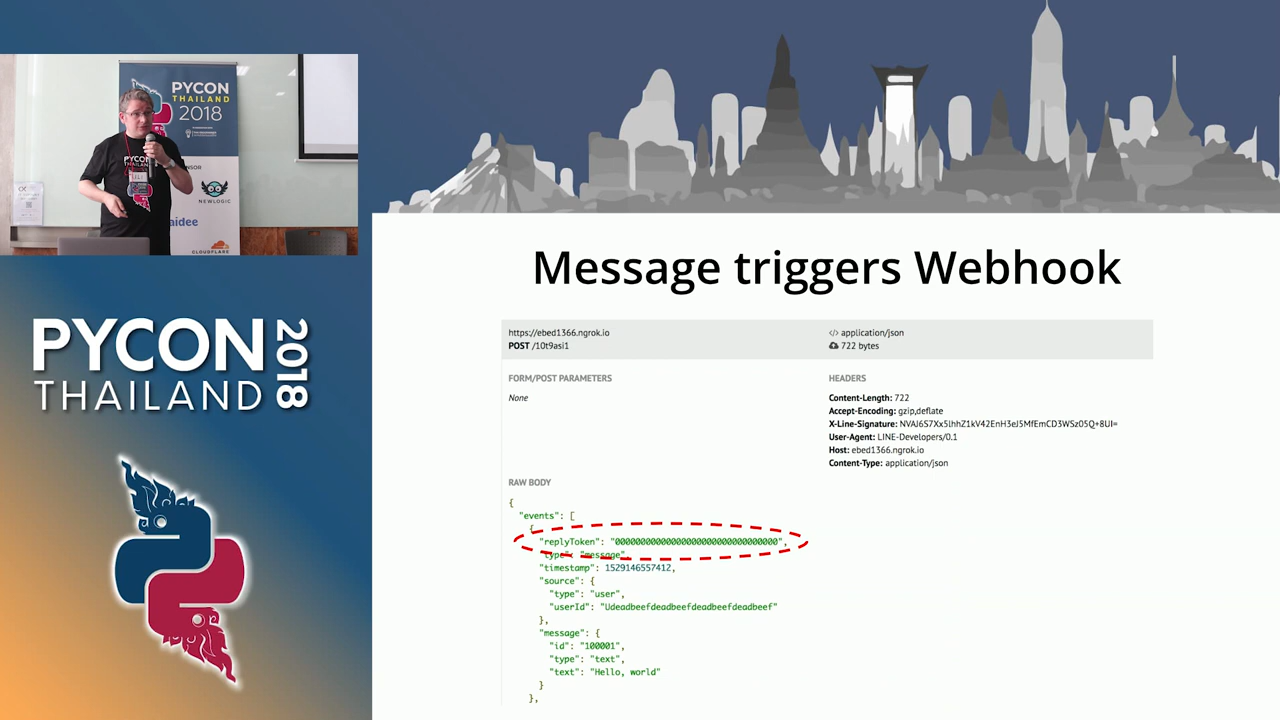 PYCON
THAILAND
2018
NEWLOGIC
aidee
CLOUDFLARE
PYCON
THAILAND
2018
Message triggers Webhook
https://ebed1366.ngrok.io
POST /10t9asi1
</> application/json
722 bytes
FORM/POST PARAMETERS
None
HEADERS
Content-Length: 722
Accept-Encoding: gzip,deflate
X-Line-Signature: NVAJ6S7Xx5lhhZ1kV42EnH3eJ5MfEmCD3WSz05Q+8UI=
User-Agent: LINE-Developers/0.1
Host: ebed1366.ngrok.io
Content-Type: application/json
RAW BODY
{
"events": [
{
"replyToken": "00000000000000000000000000000000",
"type": "message",
"timestamp": 1529146557412,
"source": {
"type": "user",
"userId": "Udeadbeefdeadbeefdeadbeefdeadbeef"
},
"message": {
"id": "100001",
"type": "text",
"text": "Hello, world"
}
},